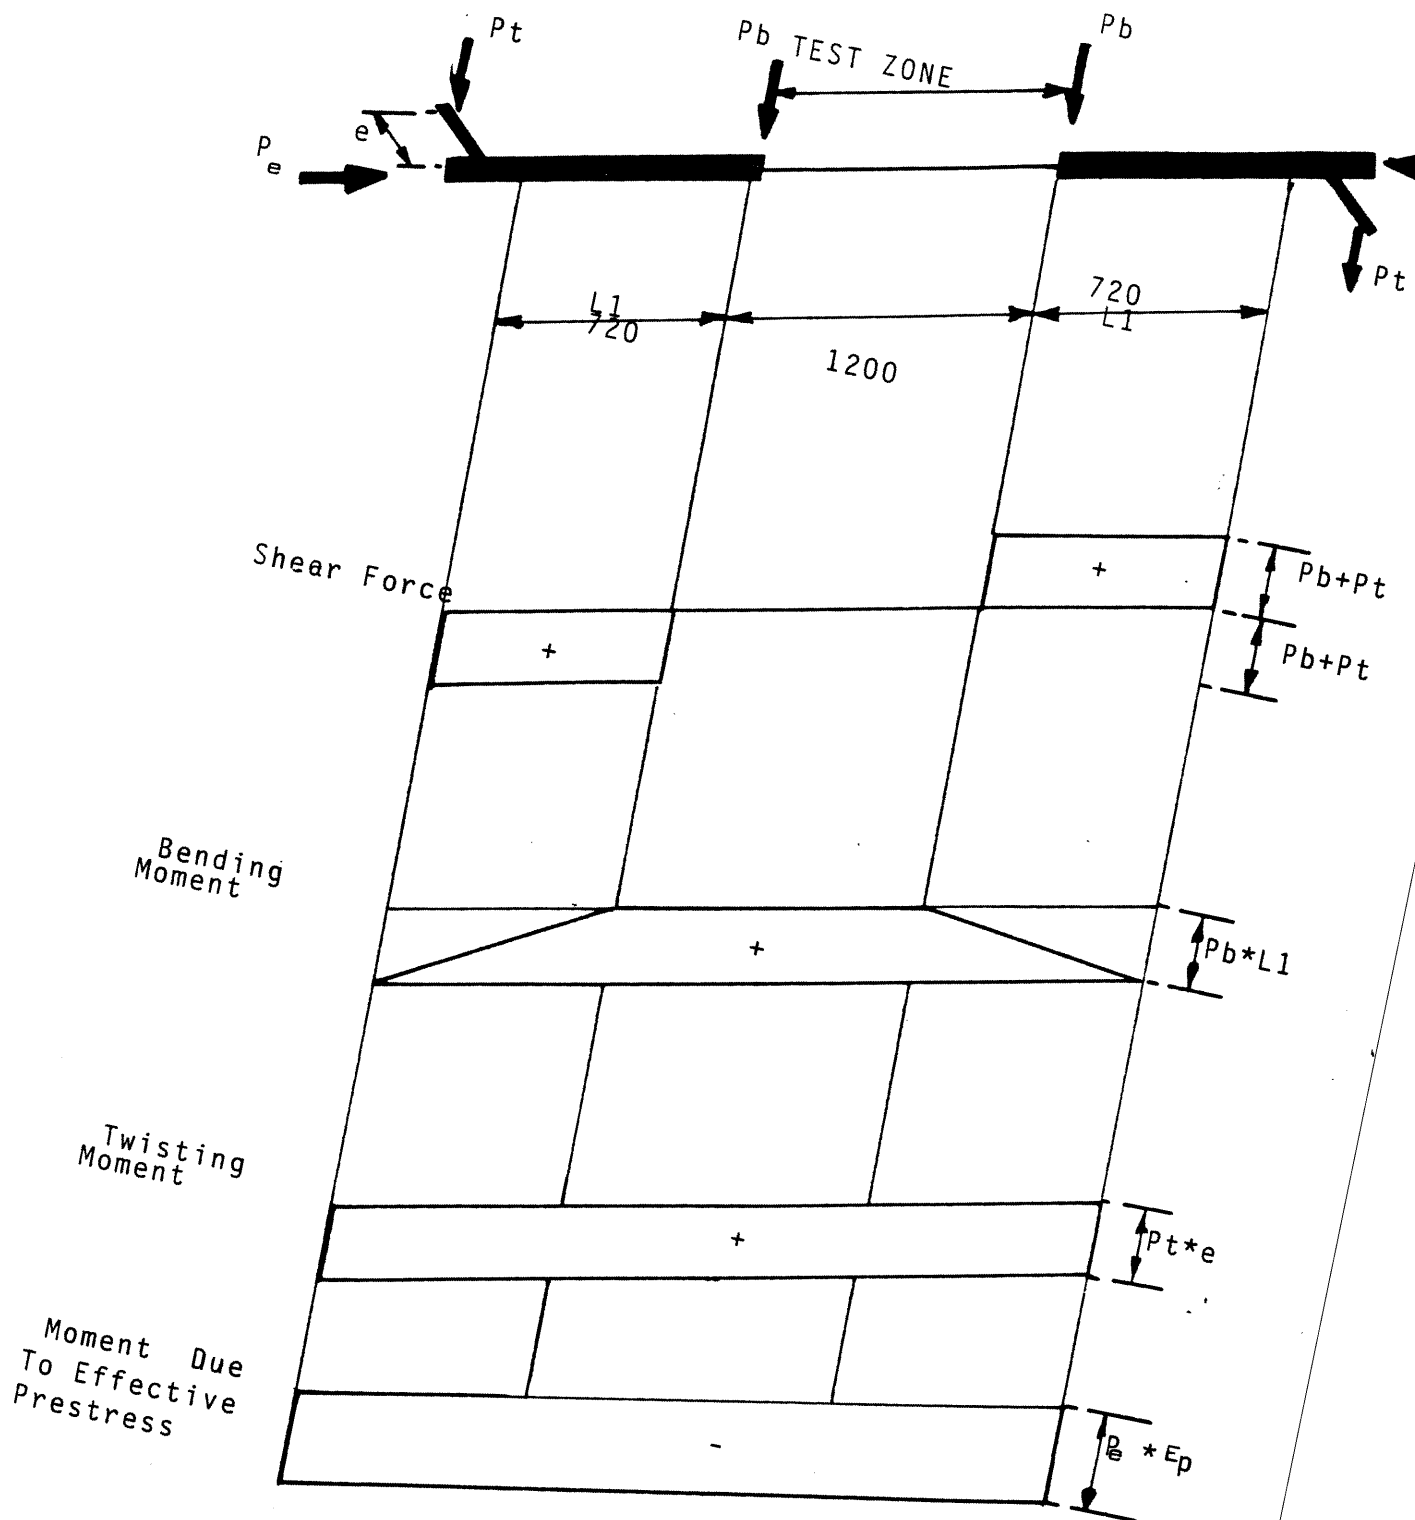 Pt
Pb TEST ZONE
Pb
e
Pe
Pt
L1
720
720
L1
1200
Shear Force
+
Pb+Pt
+
Pb+Pt
Bending
Moment
+
Pb*L1
Twisting
Moment
+
Pt*e
Moment Due
To Effective
Prestress
-
Pe *Ep